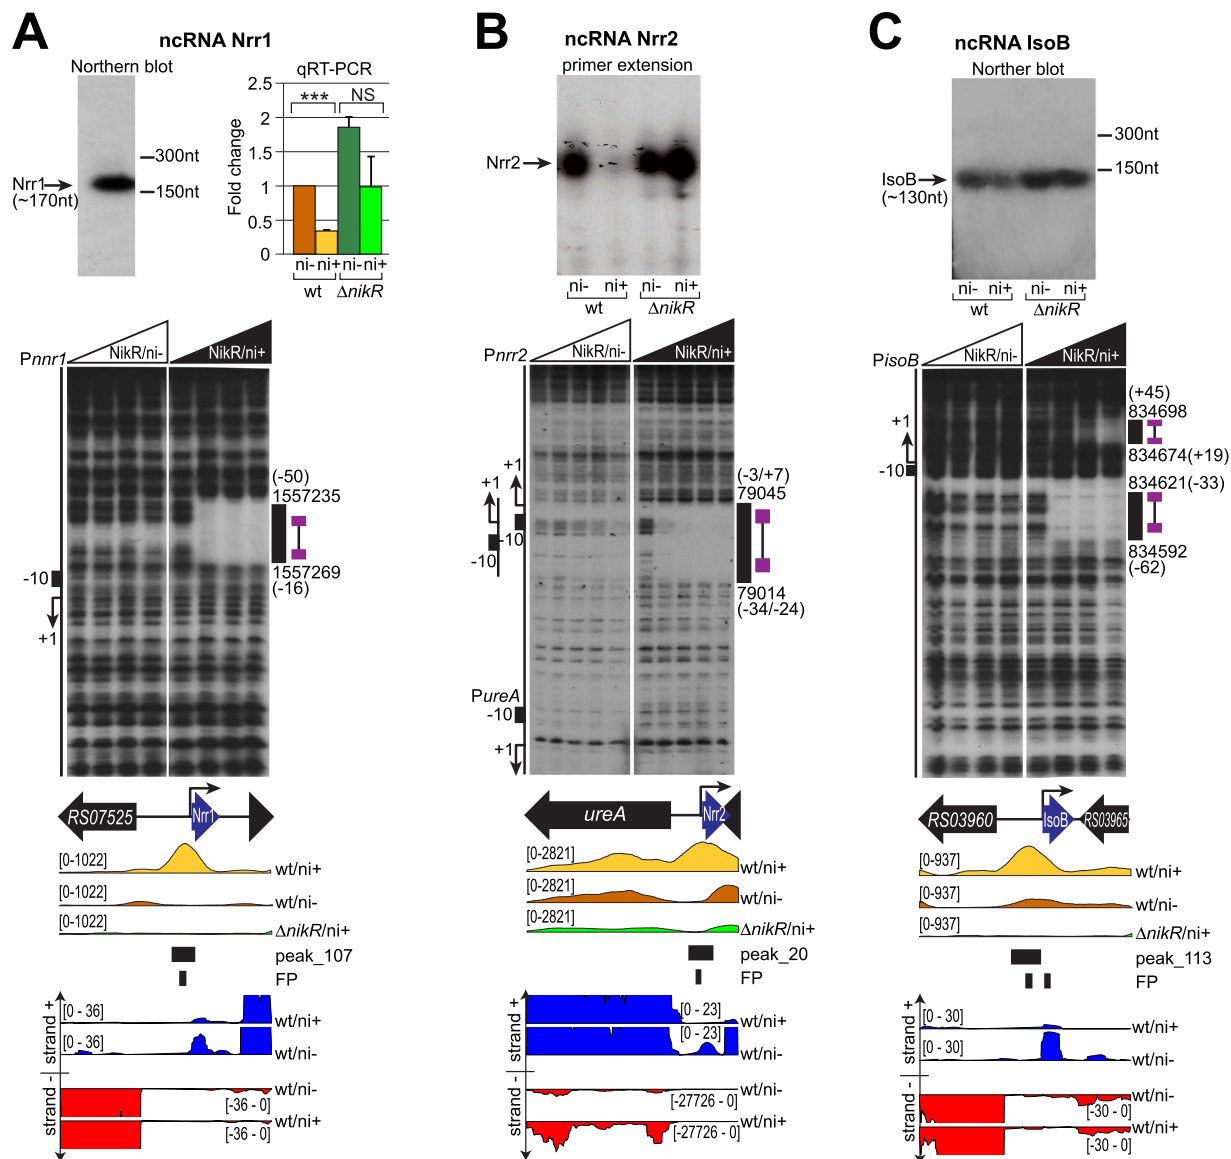 A
ncRNA Nrr1
Northern blot
300nt
150nt
Nrr1
(~170nt)
qRT-PCR
Fold change
2.5
2
1.5
1
0.5
0
***
NS
ni- ni+ ni- ni+
wt
ΔnikR
Pnnr1
NikR/ni-
NikR/ni+
(-50)
1557235
1557269
(-16)
-10
+1
RS07525
Nrr1
[0-1022]
wt/ni+
[0-1022]
wt/ni-
[0-1022]
ΔnikR/ni+
peak_107
FP
strand +
[0 - 36]
wt/ni+
[0 - 36]
wt/ni-
strand -
wt/ni-
[-36 - 0]
wt/ni+
[-36 - 0]
B
ncRNA Nrr2
primer extension
Nrr2
ni- ni+ ni- ni+
wt
ΔnikR
Pnrr2
NikR/ni-
NikR/ni+
+1
+1
-10
-10
(-3/+7)
79045
79014
(-34/-24)
PureA
-10
+1
ureA
Nrr2
[0-2821]
wt/ni+
[0-2821]
wt/ni-
[0-2821]
ΔnikR/ni+
peak_20
FP
strand +
[0 - 23]
wt/ni+
[0 - 23]
wt/ni-
strand -
wt/ni-
[-27726 - 0]
wt/ni+
[-27726 - 0]
C
ncRNA IsoB
Norther blot
300nt
150nt
IsoB
(~130nt)
ni- ni+ ni- ni+
wt
ΔnikR
PisoB
NikR/ni-
NikR/ni+
+1
-10
(+45)
834698
834674(+19)
834621(-33)
834592
(-62)
RS03960
IsoB
RS03965
[0-937]
wt/ni+
[0-937]
wt/ni-
[0-937]
ΔnikR/ni+
peak_113
FP
strand +
[0 - 30]
wt/ni+
[0 - 30]
wt/ni-
strand -
wt/ni-
[-30 - 0]
wt/ni+
[-30 - 0]